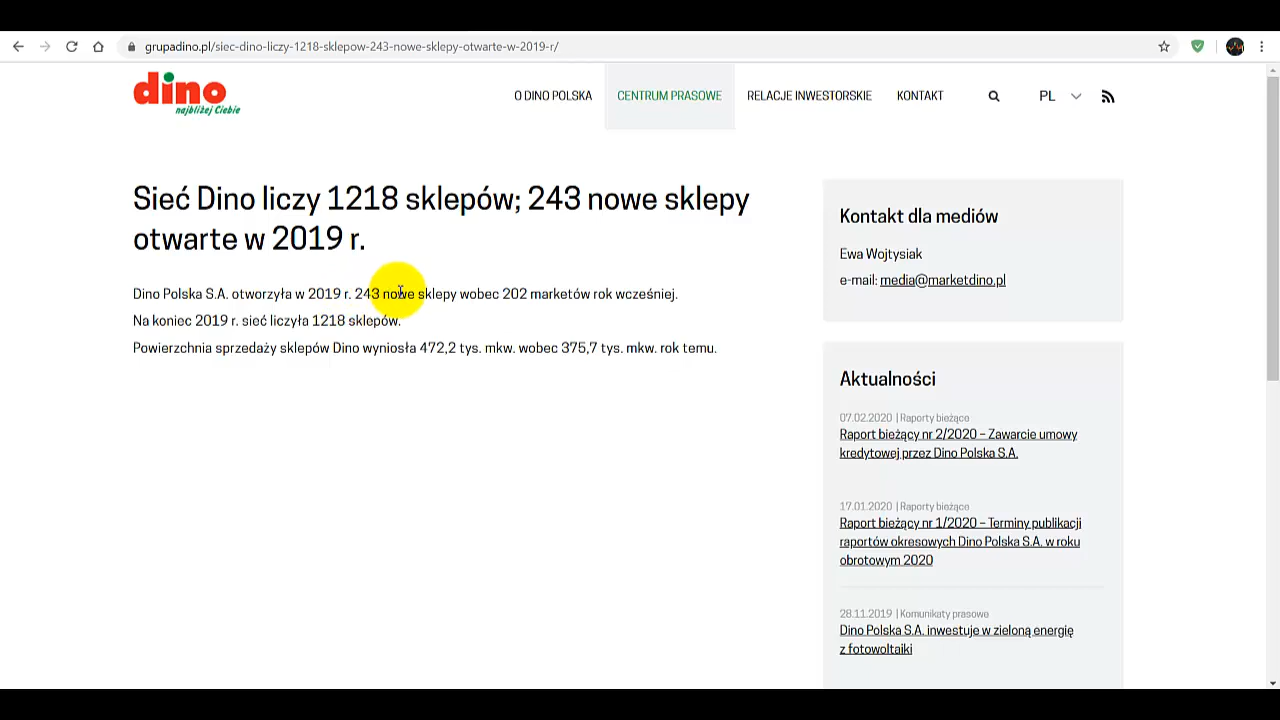 grupadino.pl/siec-dino-liczy-1218-sklepow-243-nowe-sklepy-otwarte-w-2019-r/
dino
najbliżej Ciebie
O DINO POLSKA
CENTRUM PRASOWE
RELACJE INWESTORSKIE
KONTAKT
PL
Sieć Dino liczy 1218 sklepów; 243 nowe sklepy
otwarte w 2019 r.
Dino Polska S.A. otworzyła w 2019 r. 243 nowe sklepy wobec 202 marketów rok wcześniej.
Na koniec 2019 r. sieć liczyła 1218 sklepów.
Powierzchnia sprzedaży sklepów Dino wyniosła 472,2 tys. mkw. wobec 375,7 tys. mkw. rok temu.
Kontakt dla mediów
Ewa Wojtysiak
e-mail: media@marketdino.pl
Aktualności
07.02.2020 | Raporty bieżące
Raport bieżący nr 2/2020 – Zawarcie umowy
kredytowej przez Dino Polska S.A.
17.01.2020 | Raporty bieżące
Raport bieżący nr 1/2020 – Terminy publikacji
raportów okresowych Dino Polska S.A. w roku
obrotowym 2020
28.11.2019 | Komunikaty prasowe
Dino Polska S.A. inwestuje w zieloną energię
z fotowoltaiki